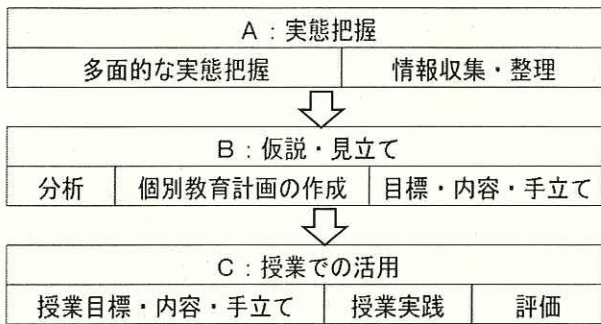 A：実態把握
多面的な実態把握 情報収集・整理
B：仮説・見立て
分析 個別教育計画の作成 目標・内容・手立て
C：授業での活用
授業目標・内容・手立て 授業実践 評価